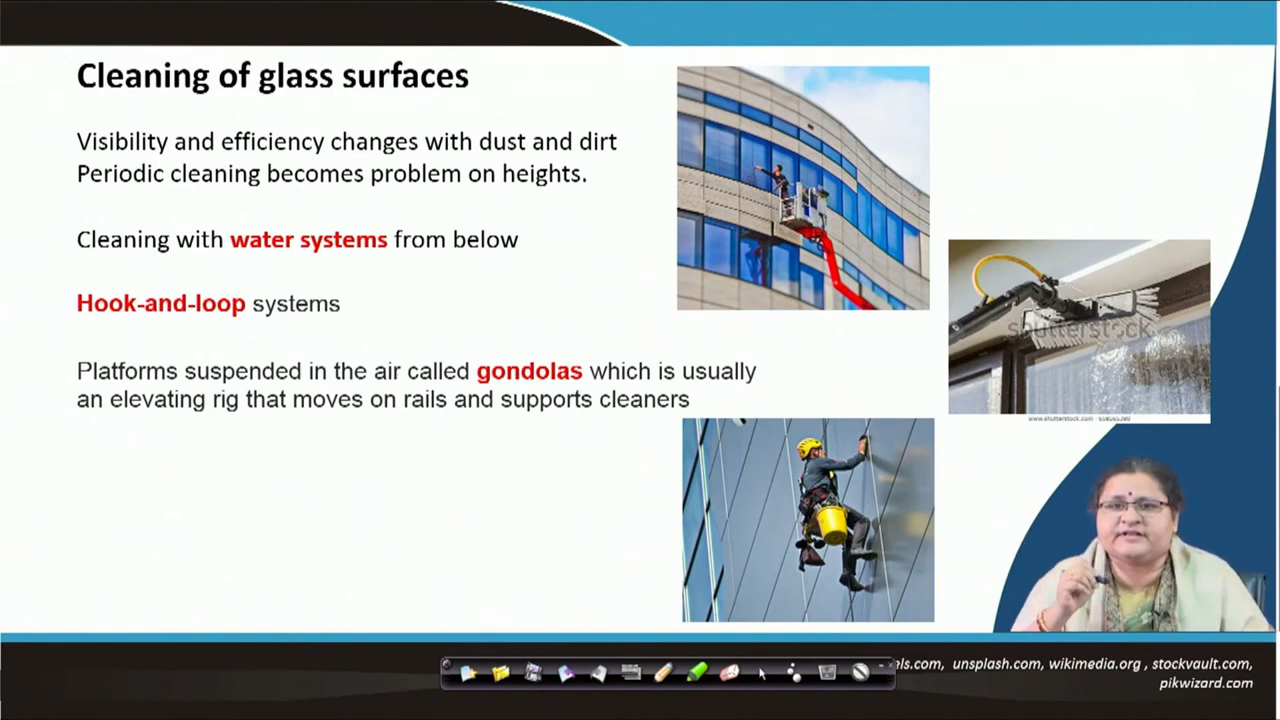 Cleaning of glass surfaces
Visibility and efficiency changes with dust and dirt
Periodic cleaning becomes problem on heights.
Cleaning with water systems from below
Hook-and-loop systems
Platforms suspended in the air called gondolas which is usually
an elevating rig that moves on rails and supports cleaners
shutterstock
www.shutterstock.com
unsplash.com, wikimedia.org , stockvault.com,
pikwizard.com